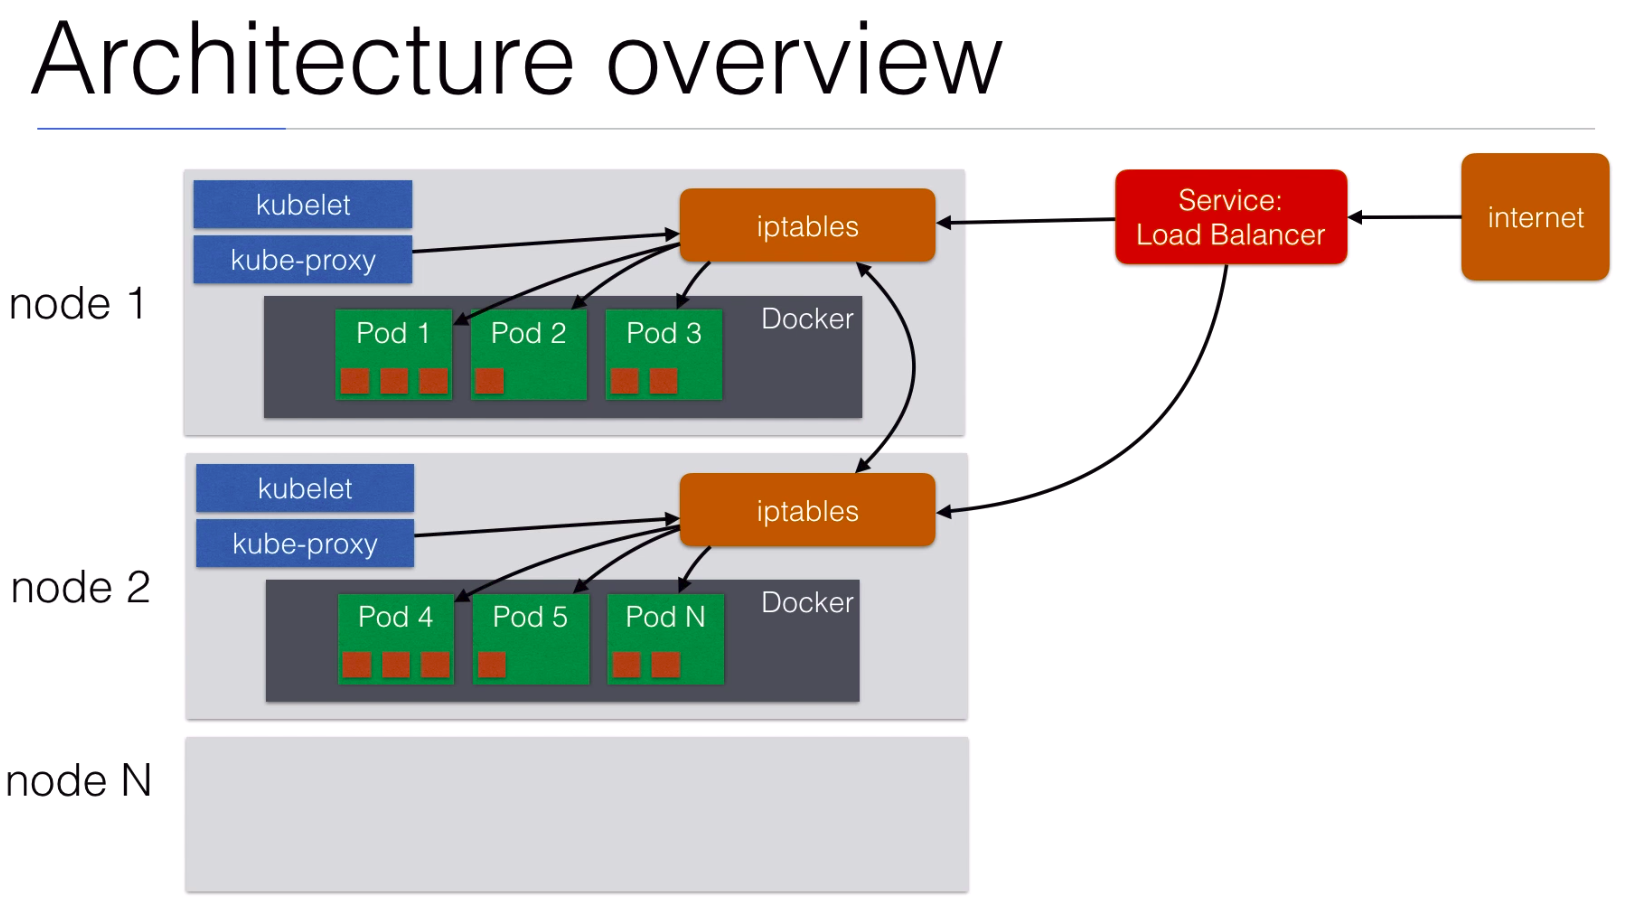 Architecture overview
node 1
kubelet
kube-proxy
iptables
Service:
Load Balancer
internet
Docker
Pod 1
Pod 2
Pod 3
node 2
kubelet
kube-proxy
iptables
Docker
Pod 4
Pod 5
Pod N
node N